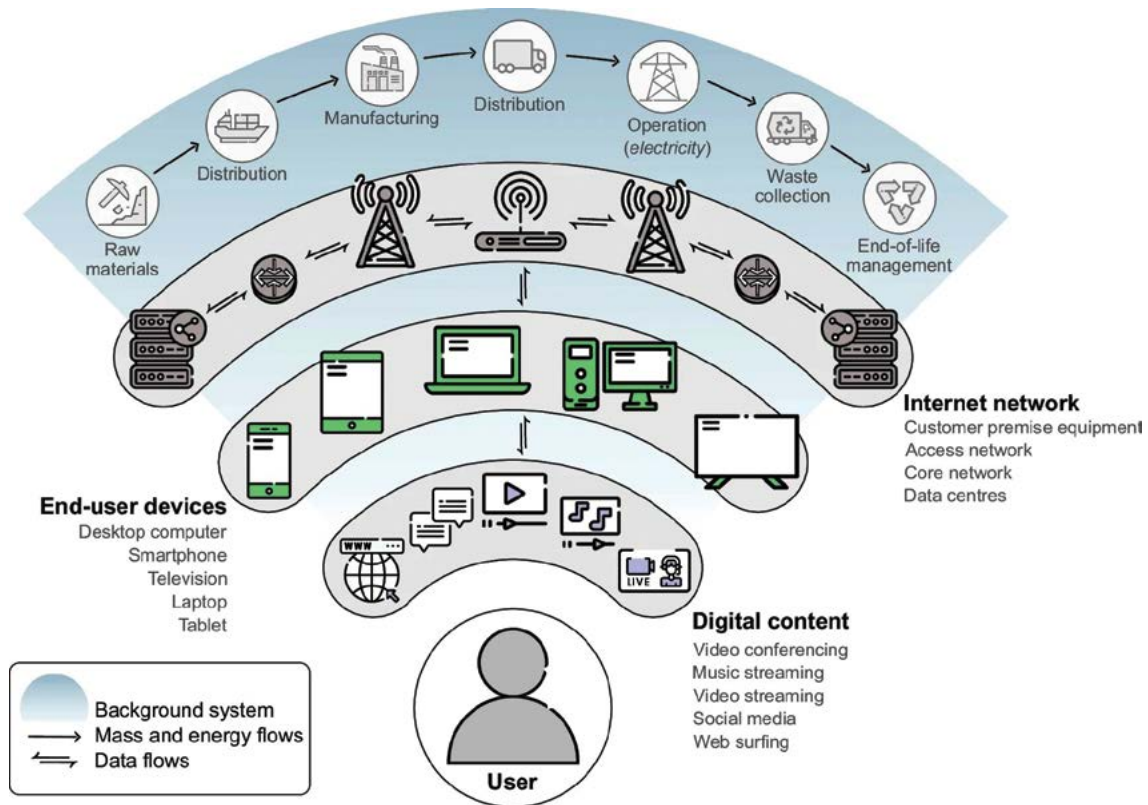 Raw
materials
Distribution
Manufacturing
Distribution
Operation
(electricity)
Waste
collection
End-of-life
management
Internet network
Customer premise equipment
Access network
Core network
Data centres
End-user devices
Desktop computer
Smartphone
Television
Laptop
Tablet
WWW
LIVE
Digital content
Video conferencing
Music streaming
Video streaming
Social media
Web surfing
User
Background system
Mass and energy flows
Data flows